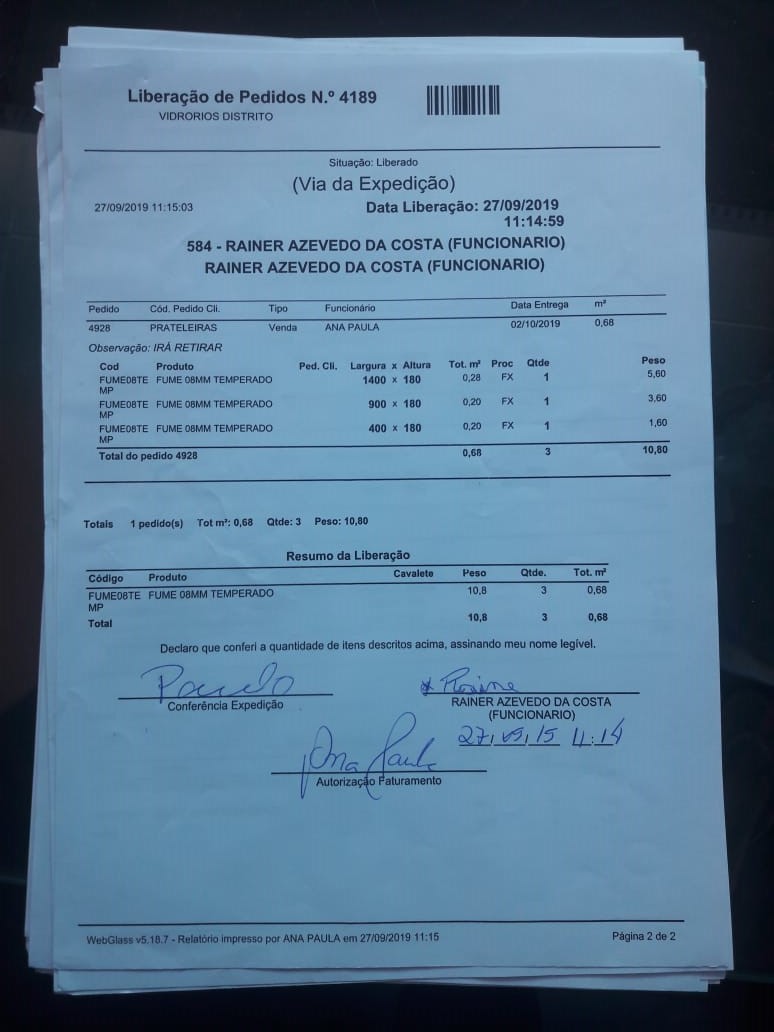 Liberação de Pedidos N.º 4189
VIDRORIOS DISTRITO
Situação: Liberado
(Via da Expedição)
27/09/2019 11:15:03 Data Liberação: 27/09/2019
11:14:59
584 - RAINER AZEVEDO DA COSTA (FUNCIONARIO)
RAINER AZEVEDO DA COSTA (FUNCIONARIO)
Pedido Cód. Pedido Cli. Tipo Funcionário Data Entrega m²
4928 PRATELEIRAS Venda ANA PAULA 02/10/2019 0,68
Observação: IRÁ RETIRAR
Cod Produto Ped. Cli. Largura x Altura Tot. m² Proc Qtde Peso
FUME08TE FUME 08MM TEMPERADO 1400 x 180 0,28 FX 1 5,60
MP
FUME08TE FUME 08MM TEMPERADO 900 x 180 0,20 FX 1 3,60
MP
FUME08TE FUME 08MM TEMPERADO 400 x 180 0,20 FX 1 1,60
MP
Total do pedido 4928 0,68 3 10,80
Totais 1 pedido(s) Tot m²: 0,68 Qtde: 3 Peso: 10,80
Resumo da Liberação
Código Produto Cavalete Peso Qtde. Tot. m²
FUME08TE FUME 08MM TEMPERADO 10,8 3 0,68
MP
Total 10,8 3 0,68
Declaro que conferi a quantidade de itens descritos acima, assinando meu nome legível.
Paulo
Conferência Expedição RAINER AZEVEDO DA COSTA
(FUNCIONARIO)
Ana Paula
Autorização Faturamento
WebGlass v5.18.7 - Relatório impresso por ANA PAULA em 27/09/2019 11:15 Página 2 de 2